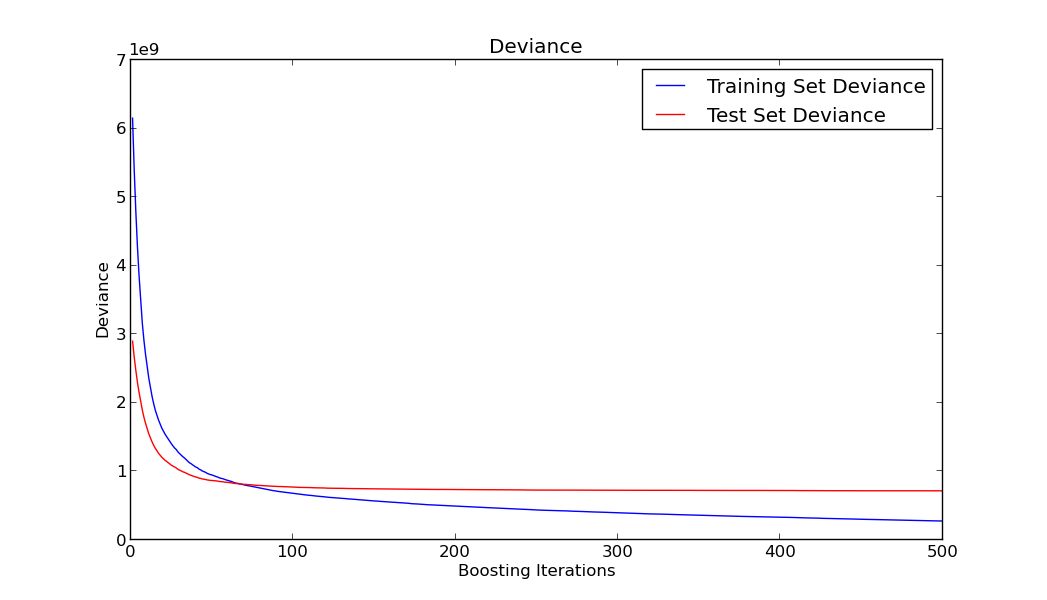 Deviance
1e9
Training Set Deviance
Test Set Deviance
7
6
5
4
3
2
1
0
Deviance
0 100 200 300 400 500
Boosting Iterations